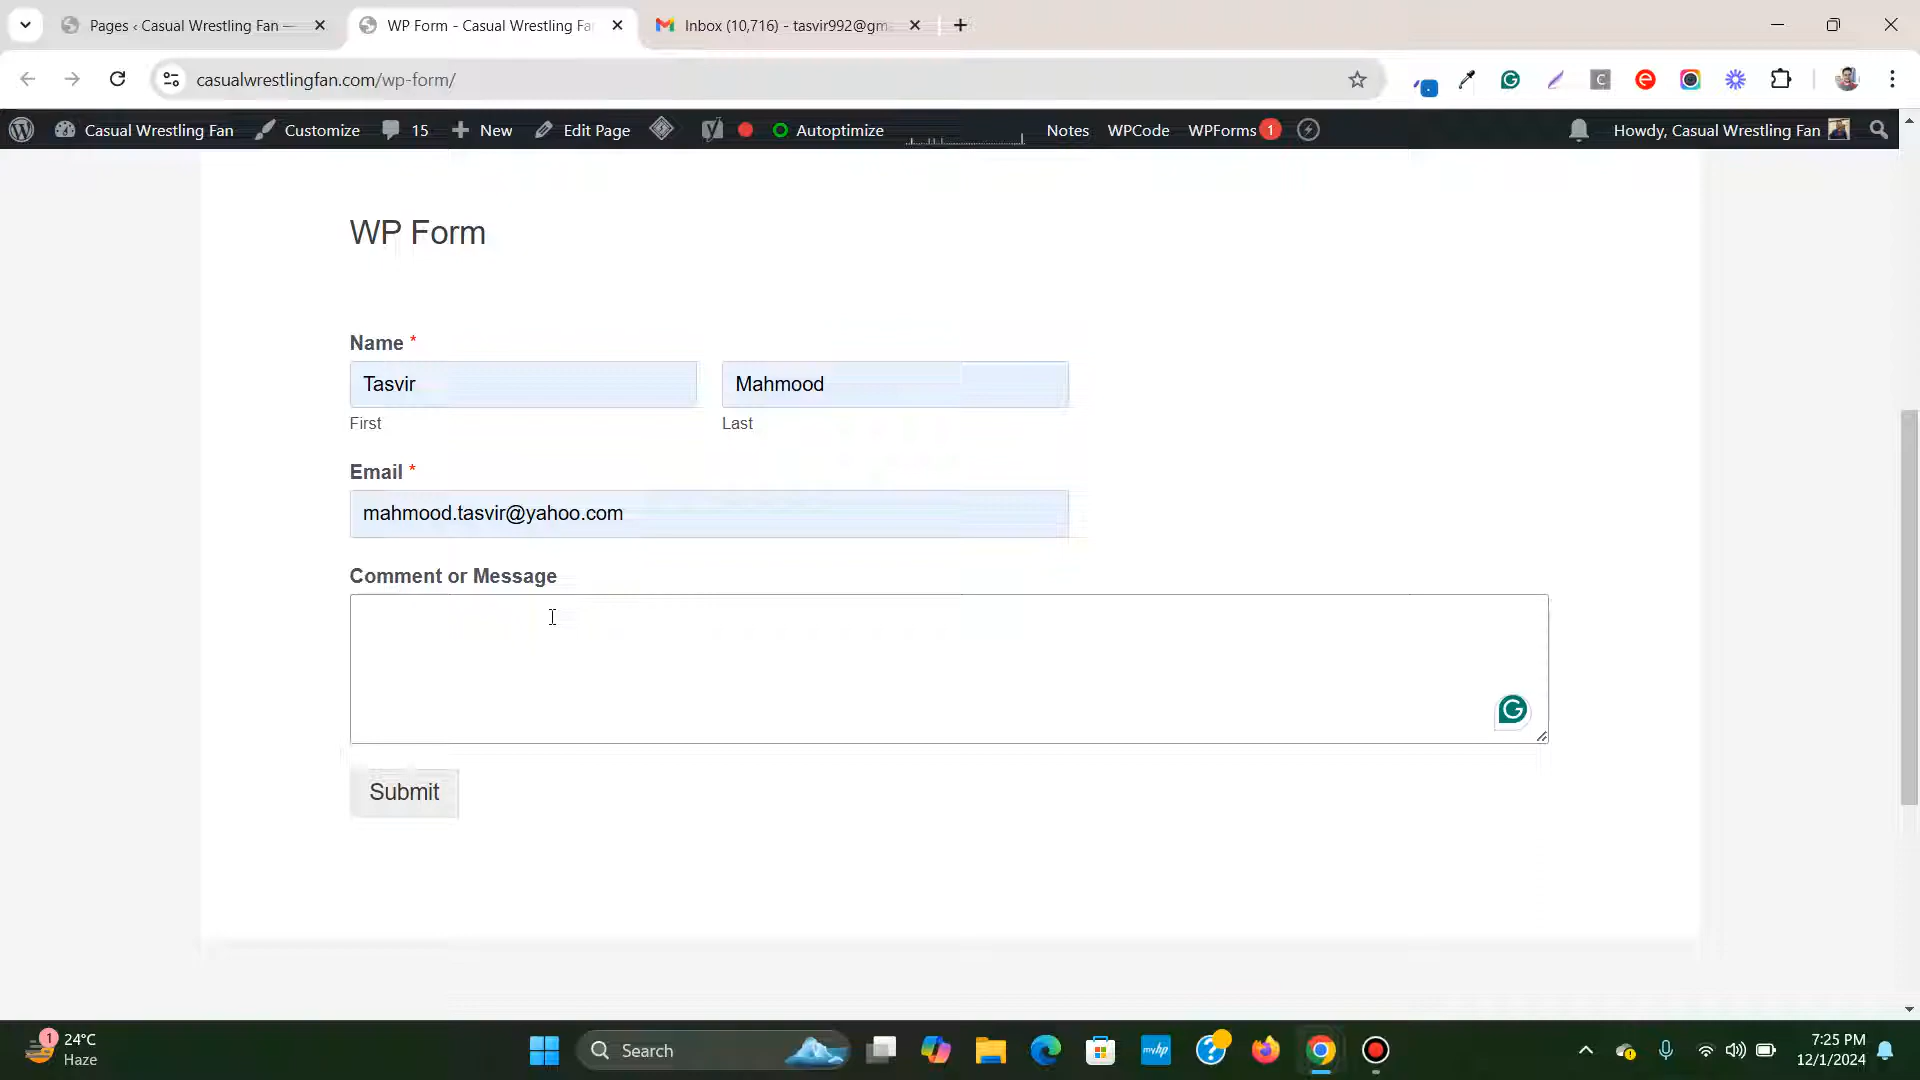 Pages ‹ Casual Wrestling Fan —
WP Form - Casual Wrestling Fa
Inbox (10,716) - tasvir992@gm
casualwrestlingfan.com/wp-form/
Casual Wrestling Fan
Customize
15
New
Edit Page
Autoptimize
Notes
WPCode
WPForms 1
Howdy, Casual Wrestling Fan
WP Form
Name *
Tasvir
Mahmood
First
Last
Email *
mahmood.tasvir@yahoo.com
Comment or Message
Submit
1
24°C
Haze
Search
myhp
7:25 PM
12/1/2024